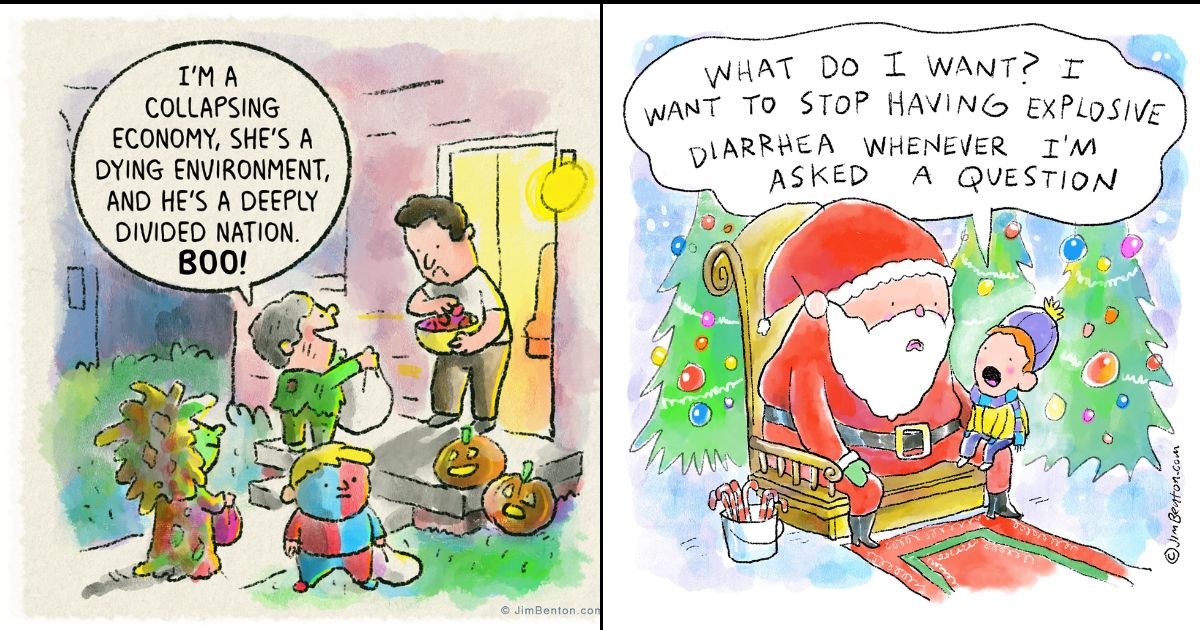 I'M A
COLLAPSING
ECONOMY, SHE'S A
DYING ENVIRONMENT,
AND HE'S A DEEPLY
DIVIDED NATION.
BOO!
© JimBenton.com
WHAT DO I WANT? I
WANT TO STOP HAVING EXPLOSIVE
DIARRHEA WHENEVER I'M
ASKED A QUESTION
©JimBenton.com